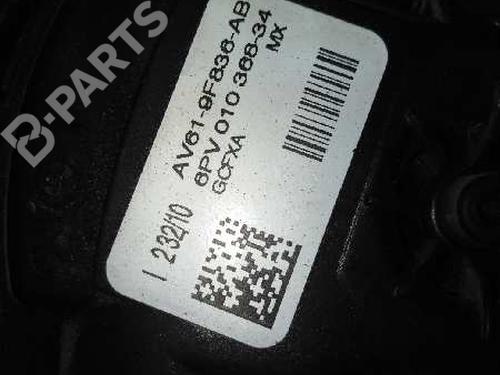 AV61-9F836-AB
6PV 010 368-34
MX
GCFXA
I 232/10
B-PARTS